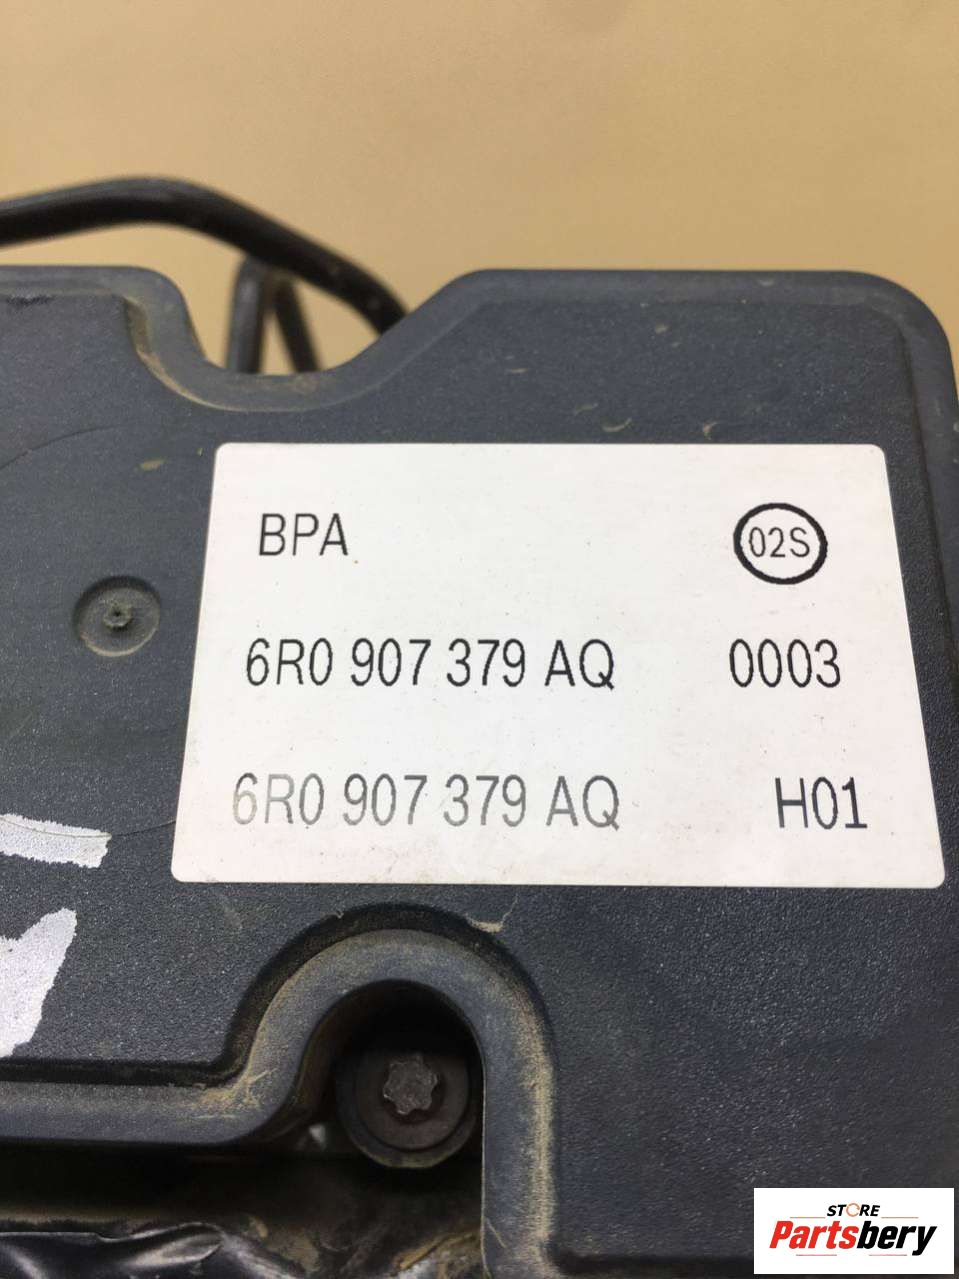 BPA 02S
6R0 907 379 AQ 0003
6R0 907 379 AQ H01
STORE
Partsbery